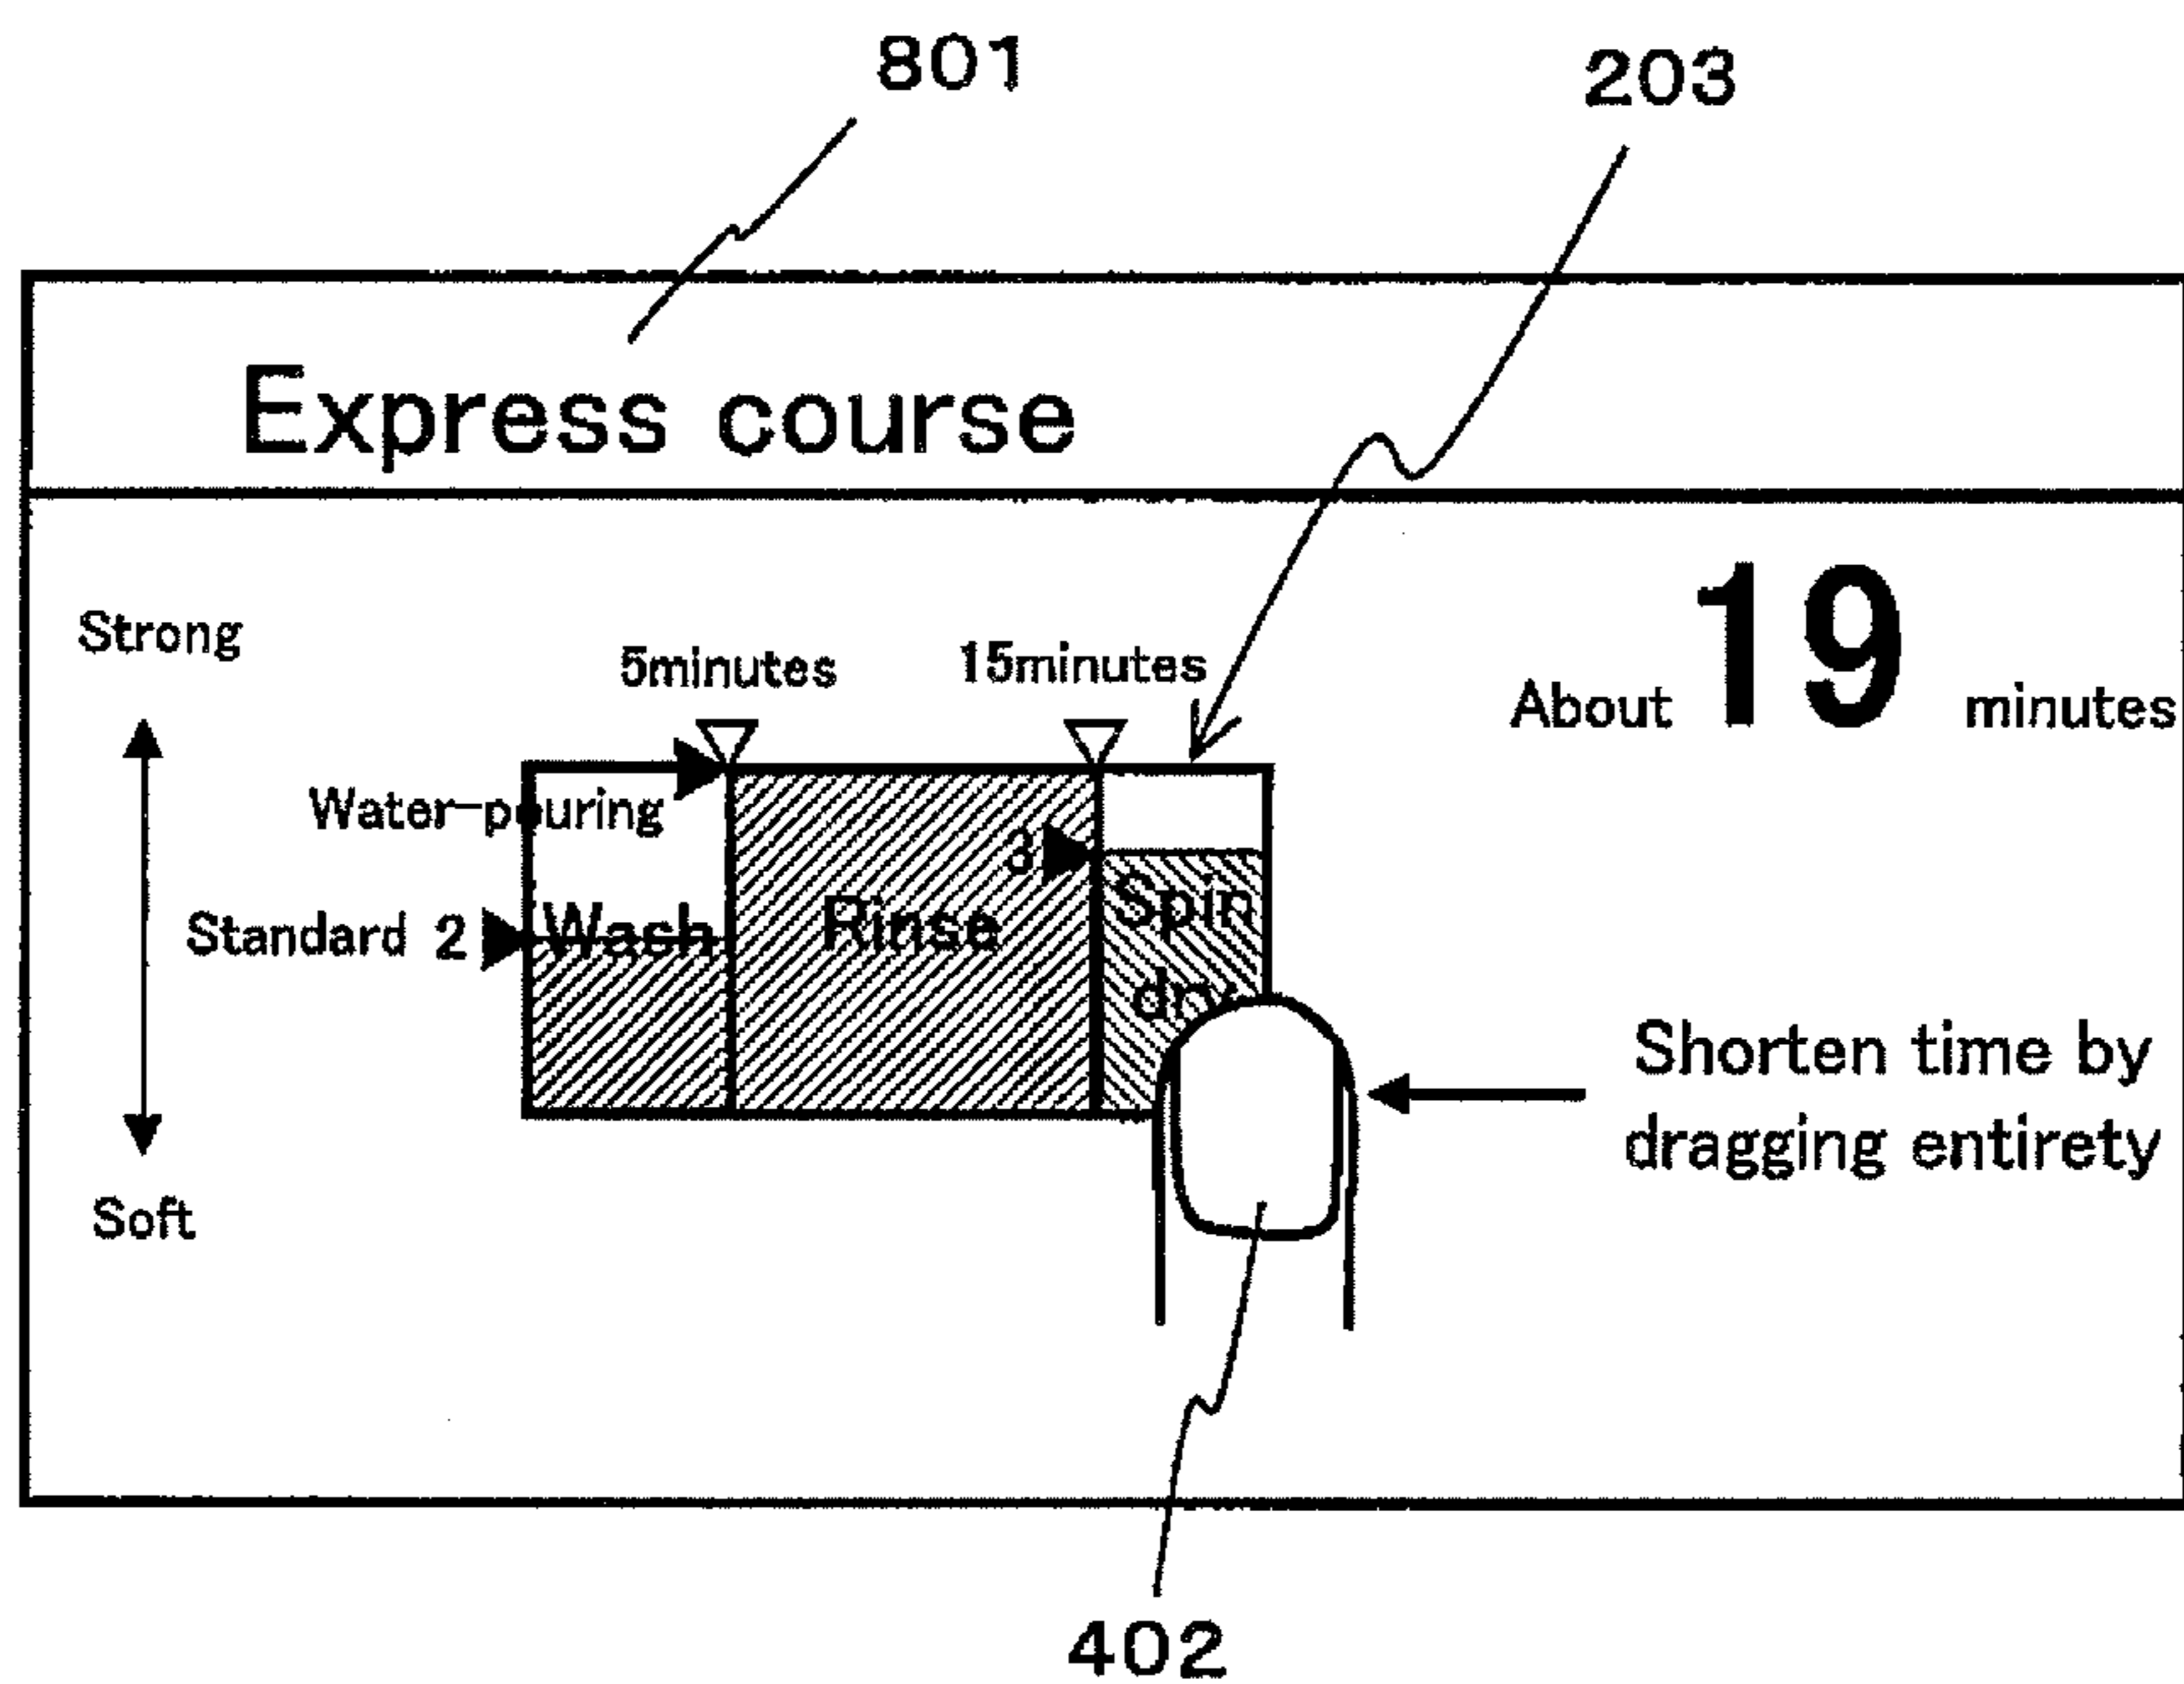 801
203
Express course
Strong
5minutes
15minutes
About 19 minutes
Water-pouring
3
Standard 2
Wash
Rinse
Spin
dry
Shorten time by
dragging entirety
Soft
402